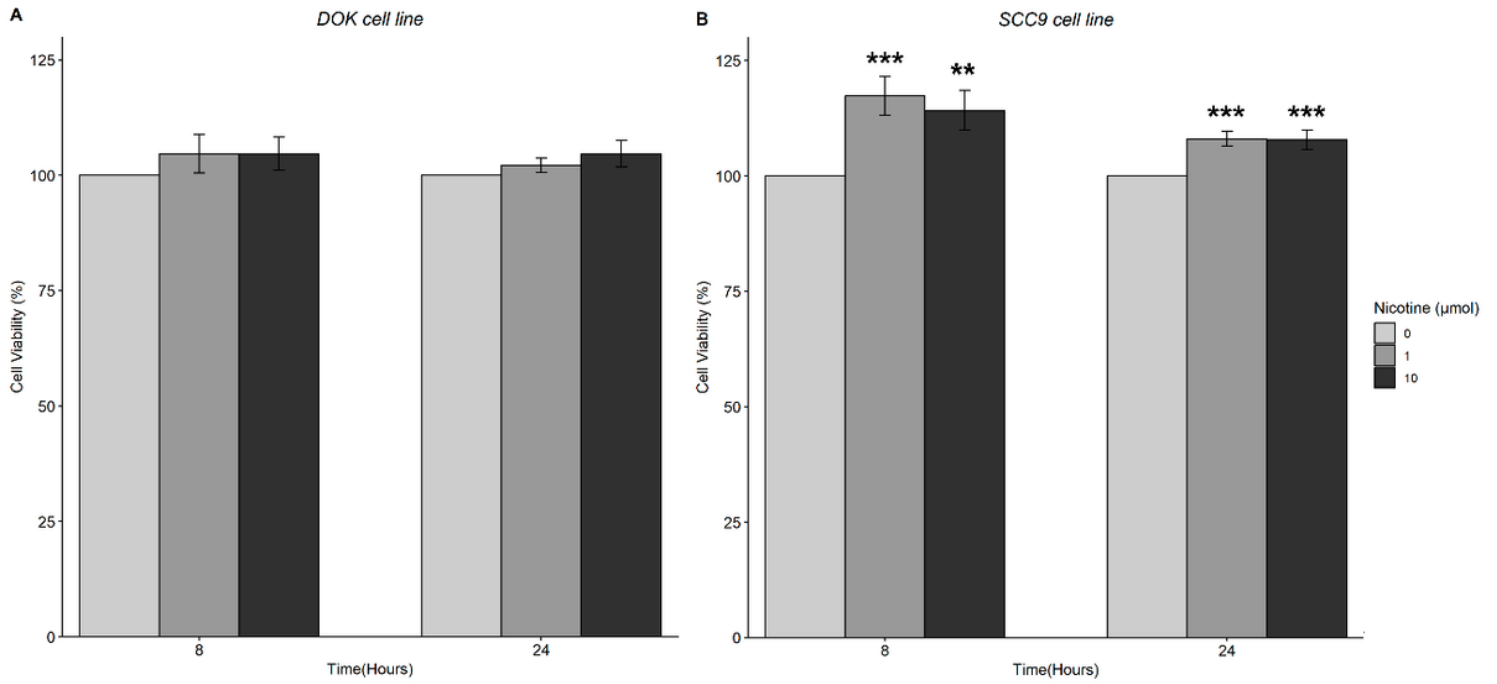 A
DOK cell line
125
100
75
50
25
0
Cell Viability (%)
8
24
Time(Hours)
B
SCC9 cell line
***
**
***
***
125
100
75
50
25
0
Cell Viability (%)
8
24
Time(Hours)
Nicotine (µmol)
0
1
10